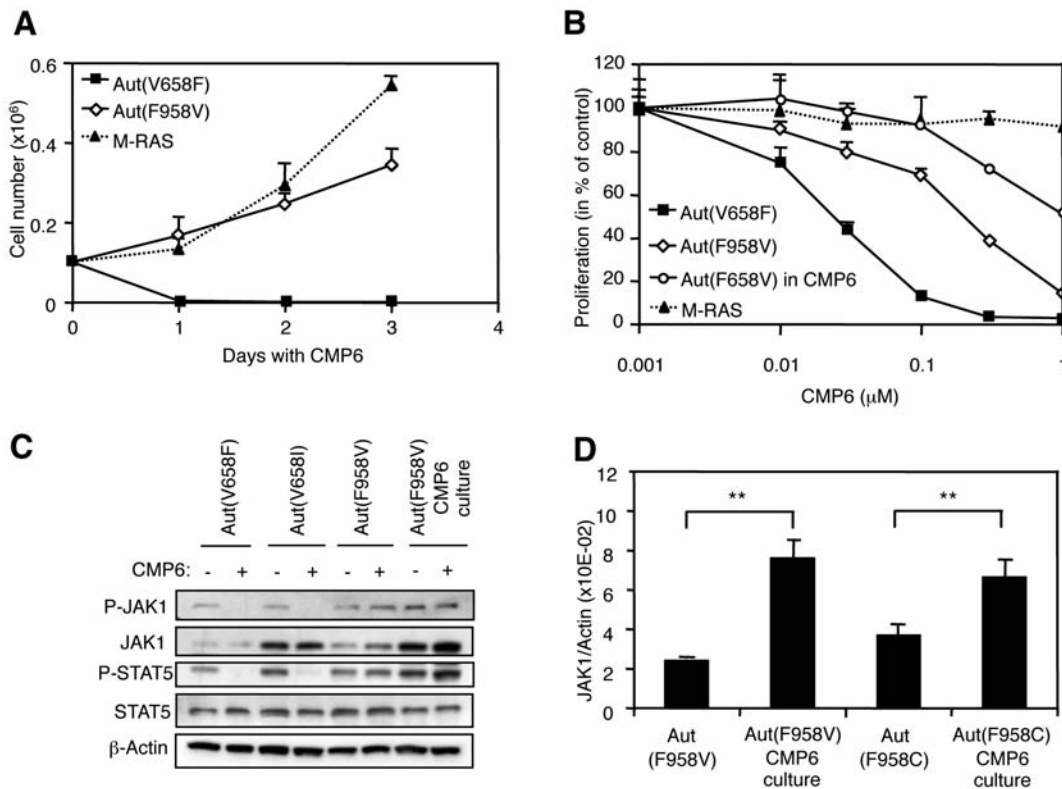 A
Cell number (x10⁶)
0.6
0.4
0.2
0
Aut(V658F)
Aut(F958V)
M-RAS
0 1 2 3 4
Days with CMP6
B
Proliferation (in % of control)
120
100
80
60
40
20
0
Aut(V658F)
Aut(F958V)
Aut(F658V) in CMP6
M-RAS
0.001 0.01 0.1 1
CMP6 (μM)
C
Aut(V658F)
Aut(V658I)
Aut(F958V)
Aut(F958V)
CMP6
culture
CMP6: - + - + - + - +
P-JAK1
JAK1
P-STAT5
STAT5
β-Actin
D
JAK1/Actin (x10E-02)
12
10
8
6
4
2
0
** **
Aut Aut(F958V) Aut Aut(F958C)
(F958V) CMP6 (F958C) CMP6
culture culture